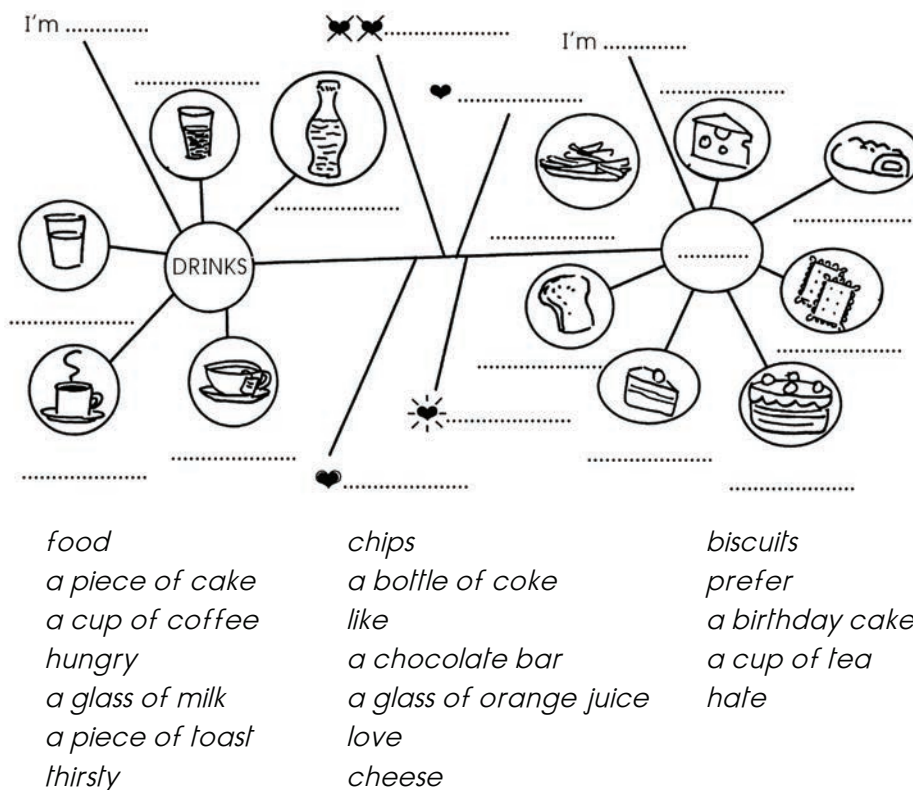 I'm ..........
..........
I'm ..........
..........
..........
..........
..........
..........
..........
DRINKS
..........
..........
..........
..........
..........
..........
..........
..........
..........
..........
..........
food
a piece of cake
a cup of coffee
hungry
a glass of milk
a piece of toast
thirsty
chips
a bottle of coke
like
a chocolate bar
a glass of orange juice
love
cheese
biscuits
prefer
a birthday cake
a cup of tea
hate